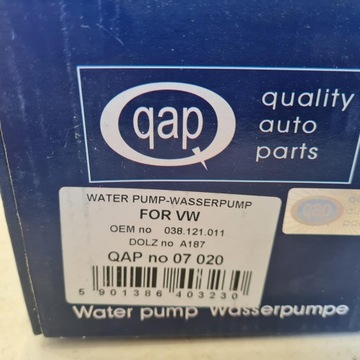 qap
quality
auto
parts
WATER PUMP-WASSERPUMP
FOR VW
OEM no 038.121.011
DOLZ no A187
QAP no 07 020
5 901386 403230
qap
Water pump Wasserpumpe